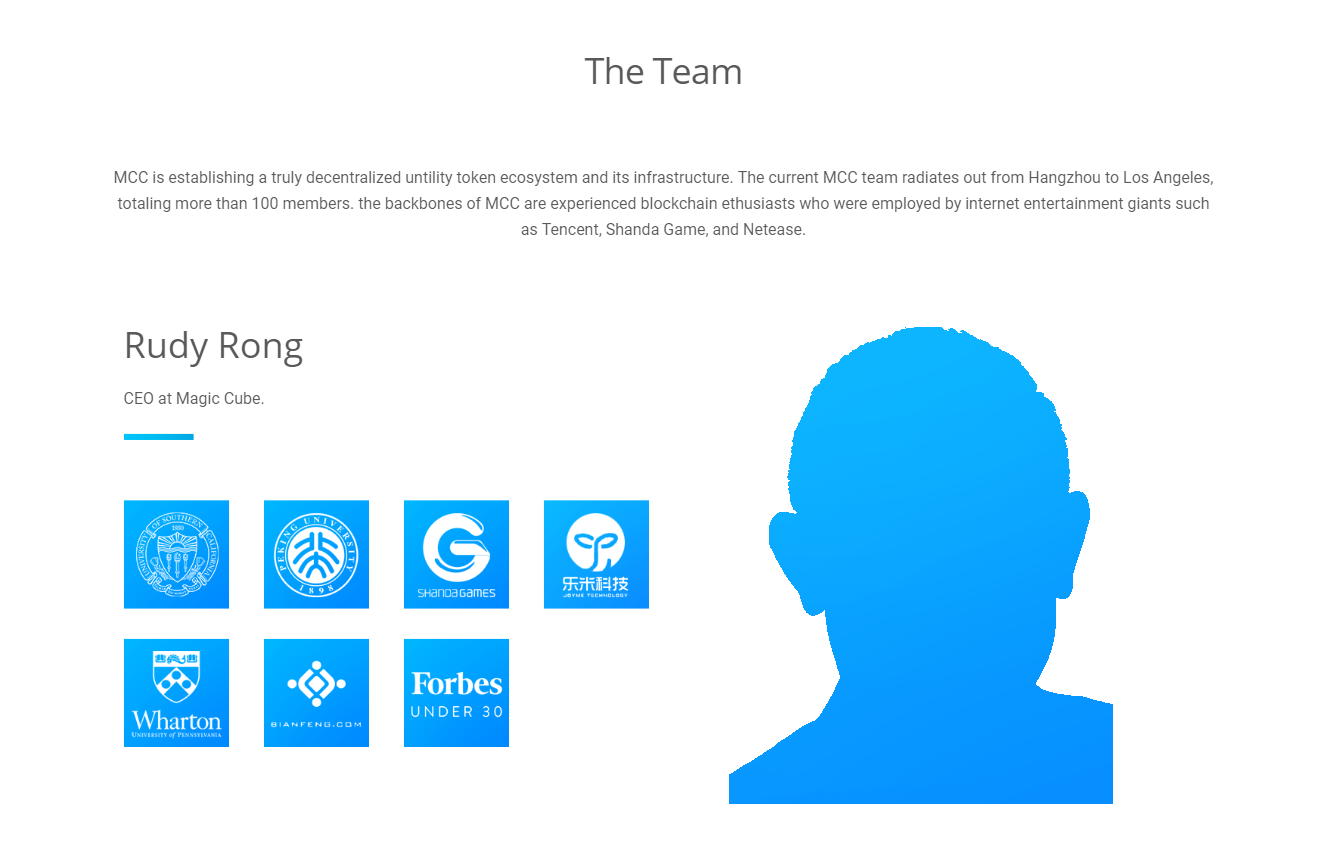 The Team
MCC is establishing a truly decentralized untility token ecosystem and its infrastructure. The current MCC team radiates out from Hangzhou to Los Angeles,
totaling more than 100 members. the backbones of MCC are experienced blockchain ethusiasts who were employed by internet entertainment giants such
as Tencent, Shanda Game, and Netease.
Rudy Rong
CEO at Magic Cube.
UNIVERSITY OF SOUTHERN CALIFORNIA
1880
PEKING UNIVERSITY
1898
SHANDA GAMES
乐米科技
JOYME TECHNOLOGY
Wharton
UNIVERSITY of PENNSYLVANIA
BIANFENG.COM
Forbes
UNDER 30